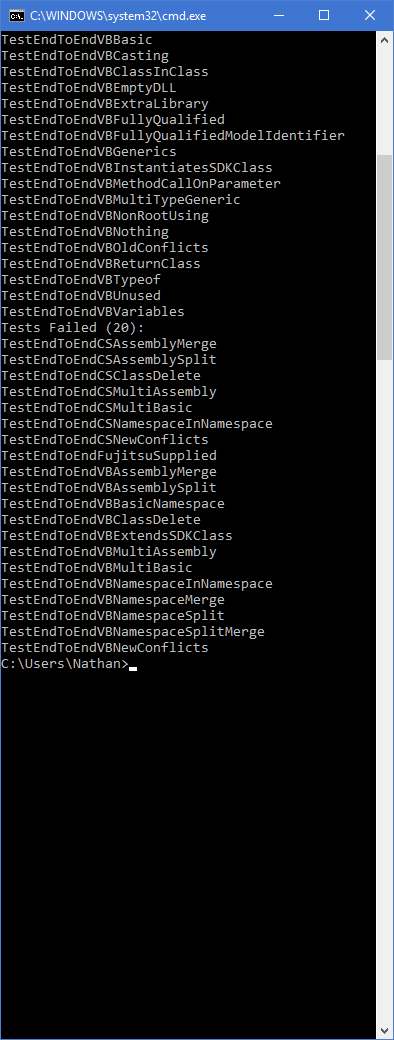 C:\WINDOWS\system32\cmd.exe
TestEndToEndVBBasic
TestEndToEndVBCasting
TestEndToEndVBClassInClass
TestEndToEndVBEmptyDLL
TestEndToEndVBExtraLibrary
TestEndToEndVBFullyQualified
TestEndToEndVBFullyQualifiedModelIdentifier
TestEndToEndVBGenerics
TestEndToEndVBInstantiatesSDKClass
TestEndToEndVBMethodCallOnParameter
TestEndToEndVBMultiTypeGeneric
TestEndToEndVBNonRootUsing
TestEndToEndVBNothing
TestEndToEndVBOldConflicts
TestEndToEndVBReturnClass
TestEndToEndVBTypeof
TestEndToEndVBUnused
TestEndToEndVBVariables
Tests Failed (20):
TestEndToEndCSAssemblyMerge
TestEndToEndCSAssemblySplit
TestEndToEndCSClassDelete
TestEndToEndCSMultiAssembly
TestEndToEndCSMultiBasic
TestEndToEndCSNamespaceInNamespace
TestEndToEndCSNewConflicts
TestEndToEndFujitsuSupplied
TestEndToEndVBAssemblyMerge
TestEndToEndVBAssemblySplit
TestEndToEndVBBasicNamespace
TestEndToEndVBClassDelete
TestEndToEndVBExtendsSDKClass
TestEndToEndVBMultiAssembly
TestEndToEndVBMultiBasic
TestEndToEndVBNamespaceInNamespace
TestEndToEndVBNamespaceMerge
TestEndToEndVBNamespaceSplit
TestEndToEndVBNamespaceSplitMerge
TestEndToEndVBNewConflicts
C:\Users\Nathan>